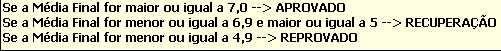 Se a Média Final for maior ou igual a 7,0 --> APROVADO
Se a Média Final for menor ou igual a 6,9 e maior ou igual a 5 --> RECUPERAÇÃO
Se a Média Final for menor ou igual a 4,9 --> REPROVADO